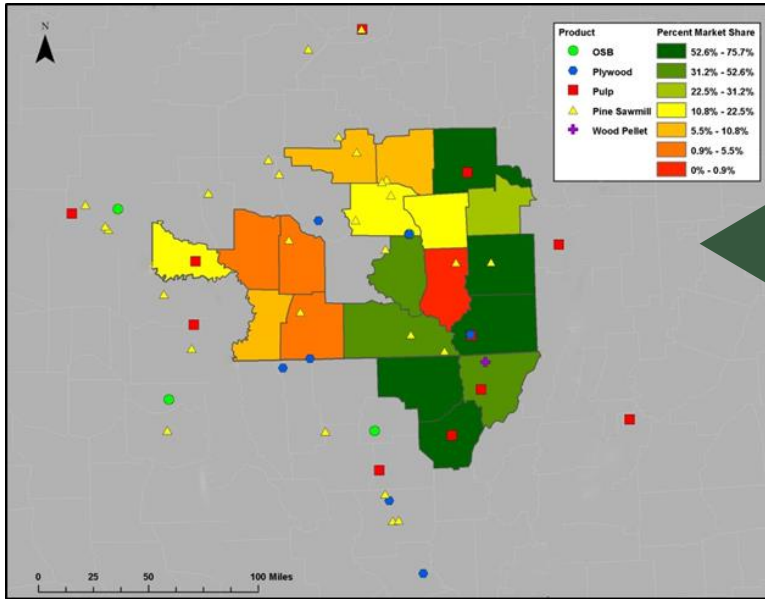 N
Product
OSB
Plywood
Pulp
Pine Sawmill
Wood Pellet
Percent Market Share
52.6% - 75.7%
31.2% - 52.6%
22.5% - 31.2%
10.8% - 22.5%
5.5% - 10.8%
0.9% - 5.5%
0% - 0.9%
0 25 50 100 Miles